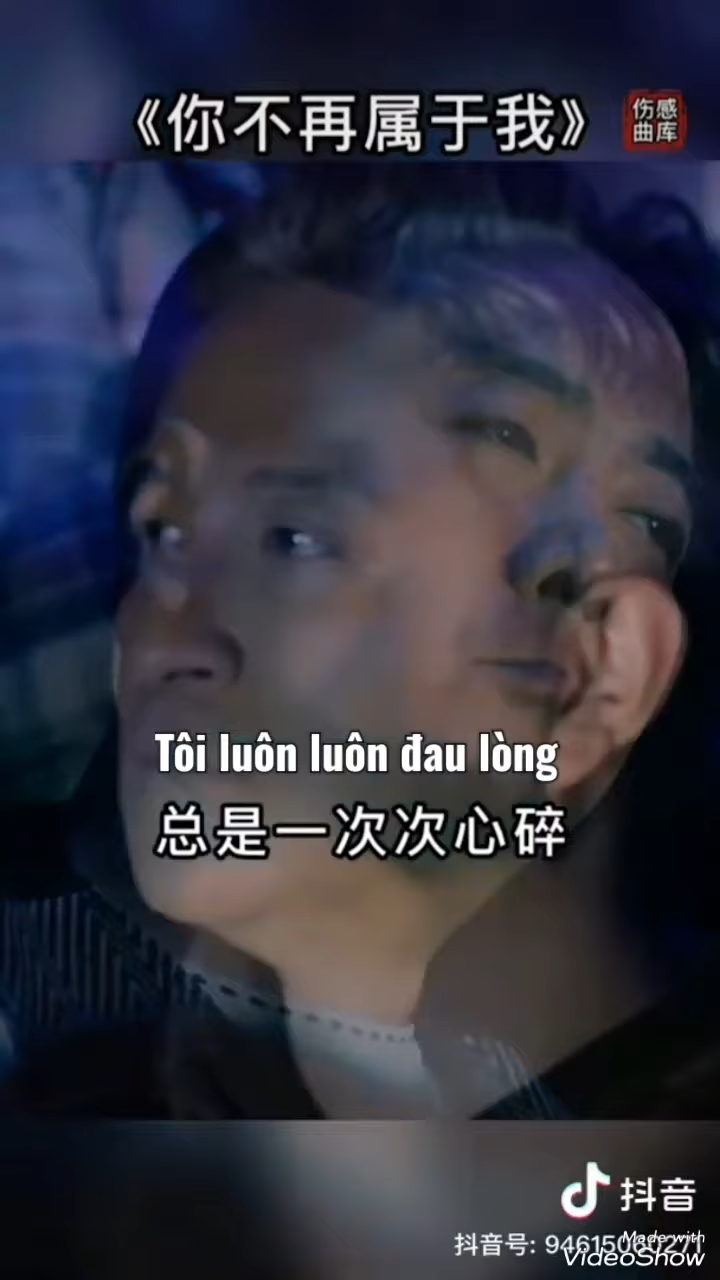 《你不再属于我》
伤感
曲库
Tôi luôn luôn đau lòng
总是一次次心碎
抖音
抖音号: 94615060271
Made with
VideoShow